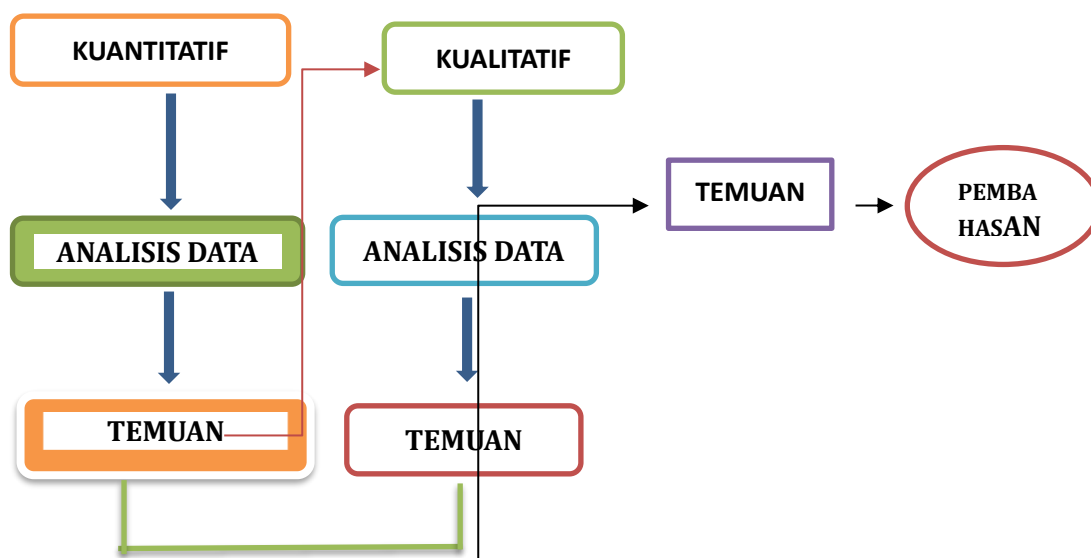 KUANTITATIF
KUALITATIF
TEMUAN
PEMBA
HASAN
ANALISIS DATA
ANALISIS DATA
TEMUAN
TEMUAN